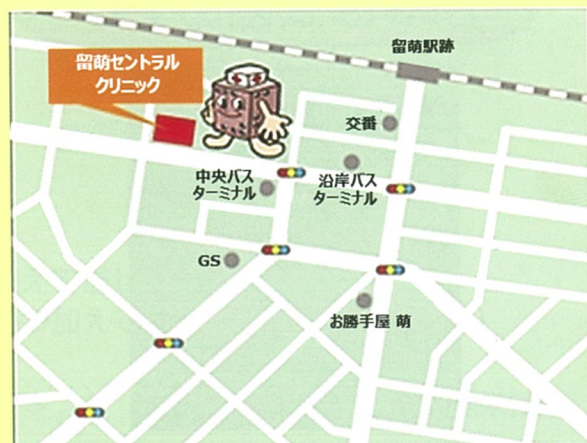 留萌駅跡
留萌セントラル
クリニック
交番
中央バス
ターミナル
沿岸バス
ターミナル
GS
お勝手屋 萌